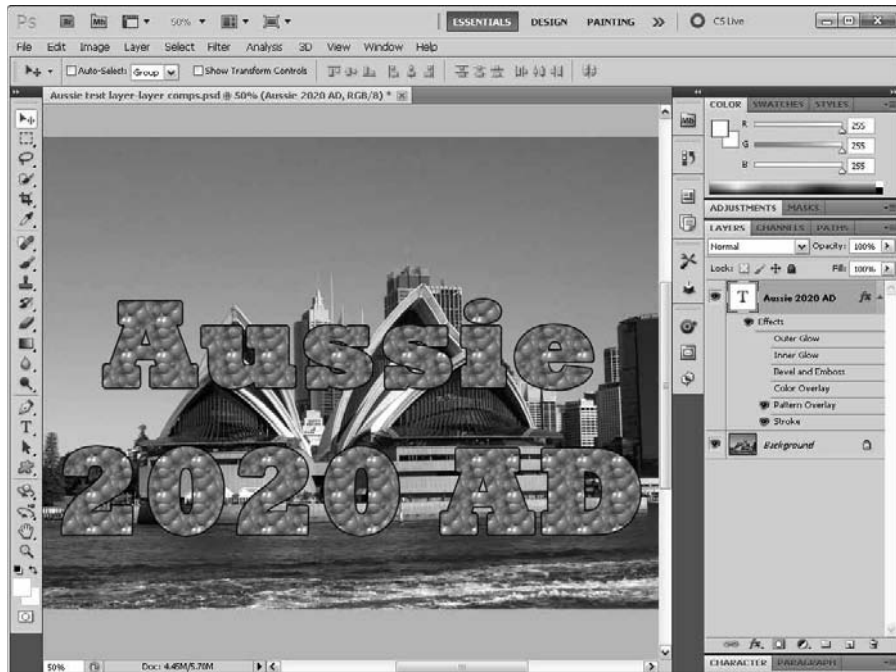 Ps Mb 50% ESSENTIALS DESIGN PAINTING CS Live
File Edit Image Layer Select Filter Analysis 3D View Window Help
Auto-Select: Group Show Transform Controls
Aussie text layer-layer comps.psd @ 50% (Aussie 2020 AD, RGB/8) *
COLOR SWATCHES STYLES
R 255
G 255
B 255
ADJUSTMENTS MASKS
LAYERS CHANNELS PATHS
Normal Opacity: 100%
Lock: Fill: 100%
T Aussie 2020 AD fx
Effects
Outer Glow
Inner Glow
Bevel and Emboss
Color Overlay
Pattern Overlay
Stroke
Background
Aussie
2020 AD
50% Doc: 4.45M/5.70M
CHARACTER PARAGRAPH